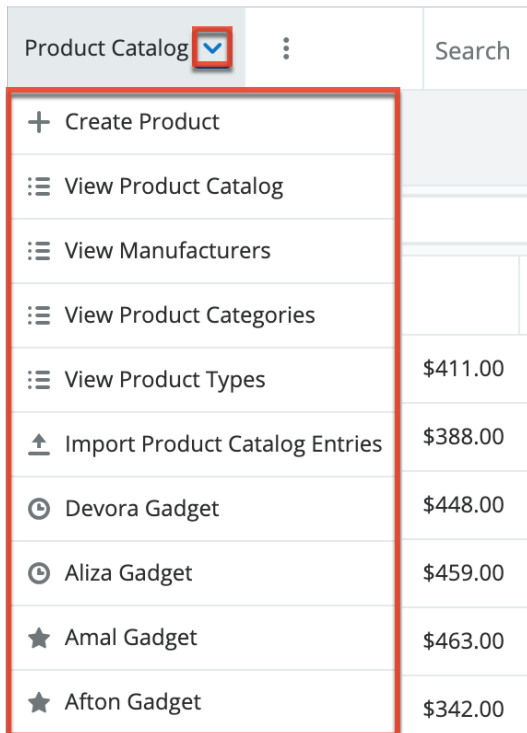 Product Catalog
Search
Create Product
View Product Catalog
View Manufacturers
View Product Categories
View Product Types
$411.00
Import Product Catalog Entries
$388.00
Devora Gadget
$448.00
Aliza Gadget
$459.00
Amal Gadget
$463.00
Afton Gadget
$342.00